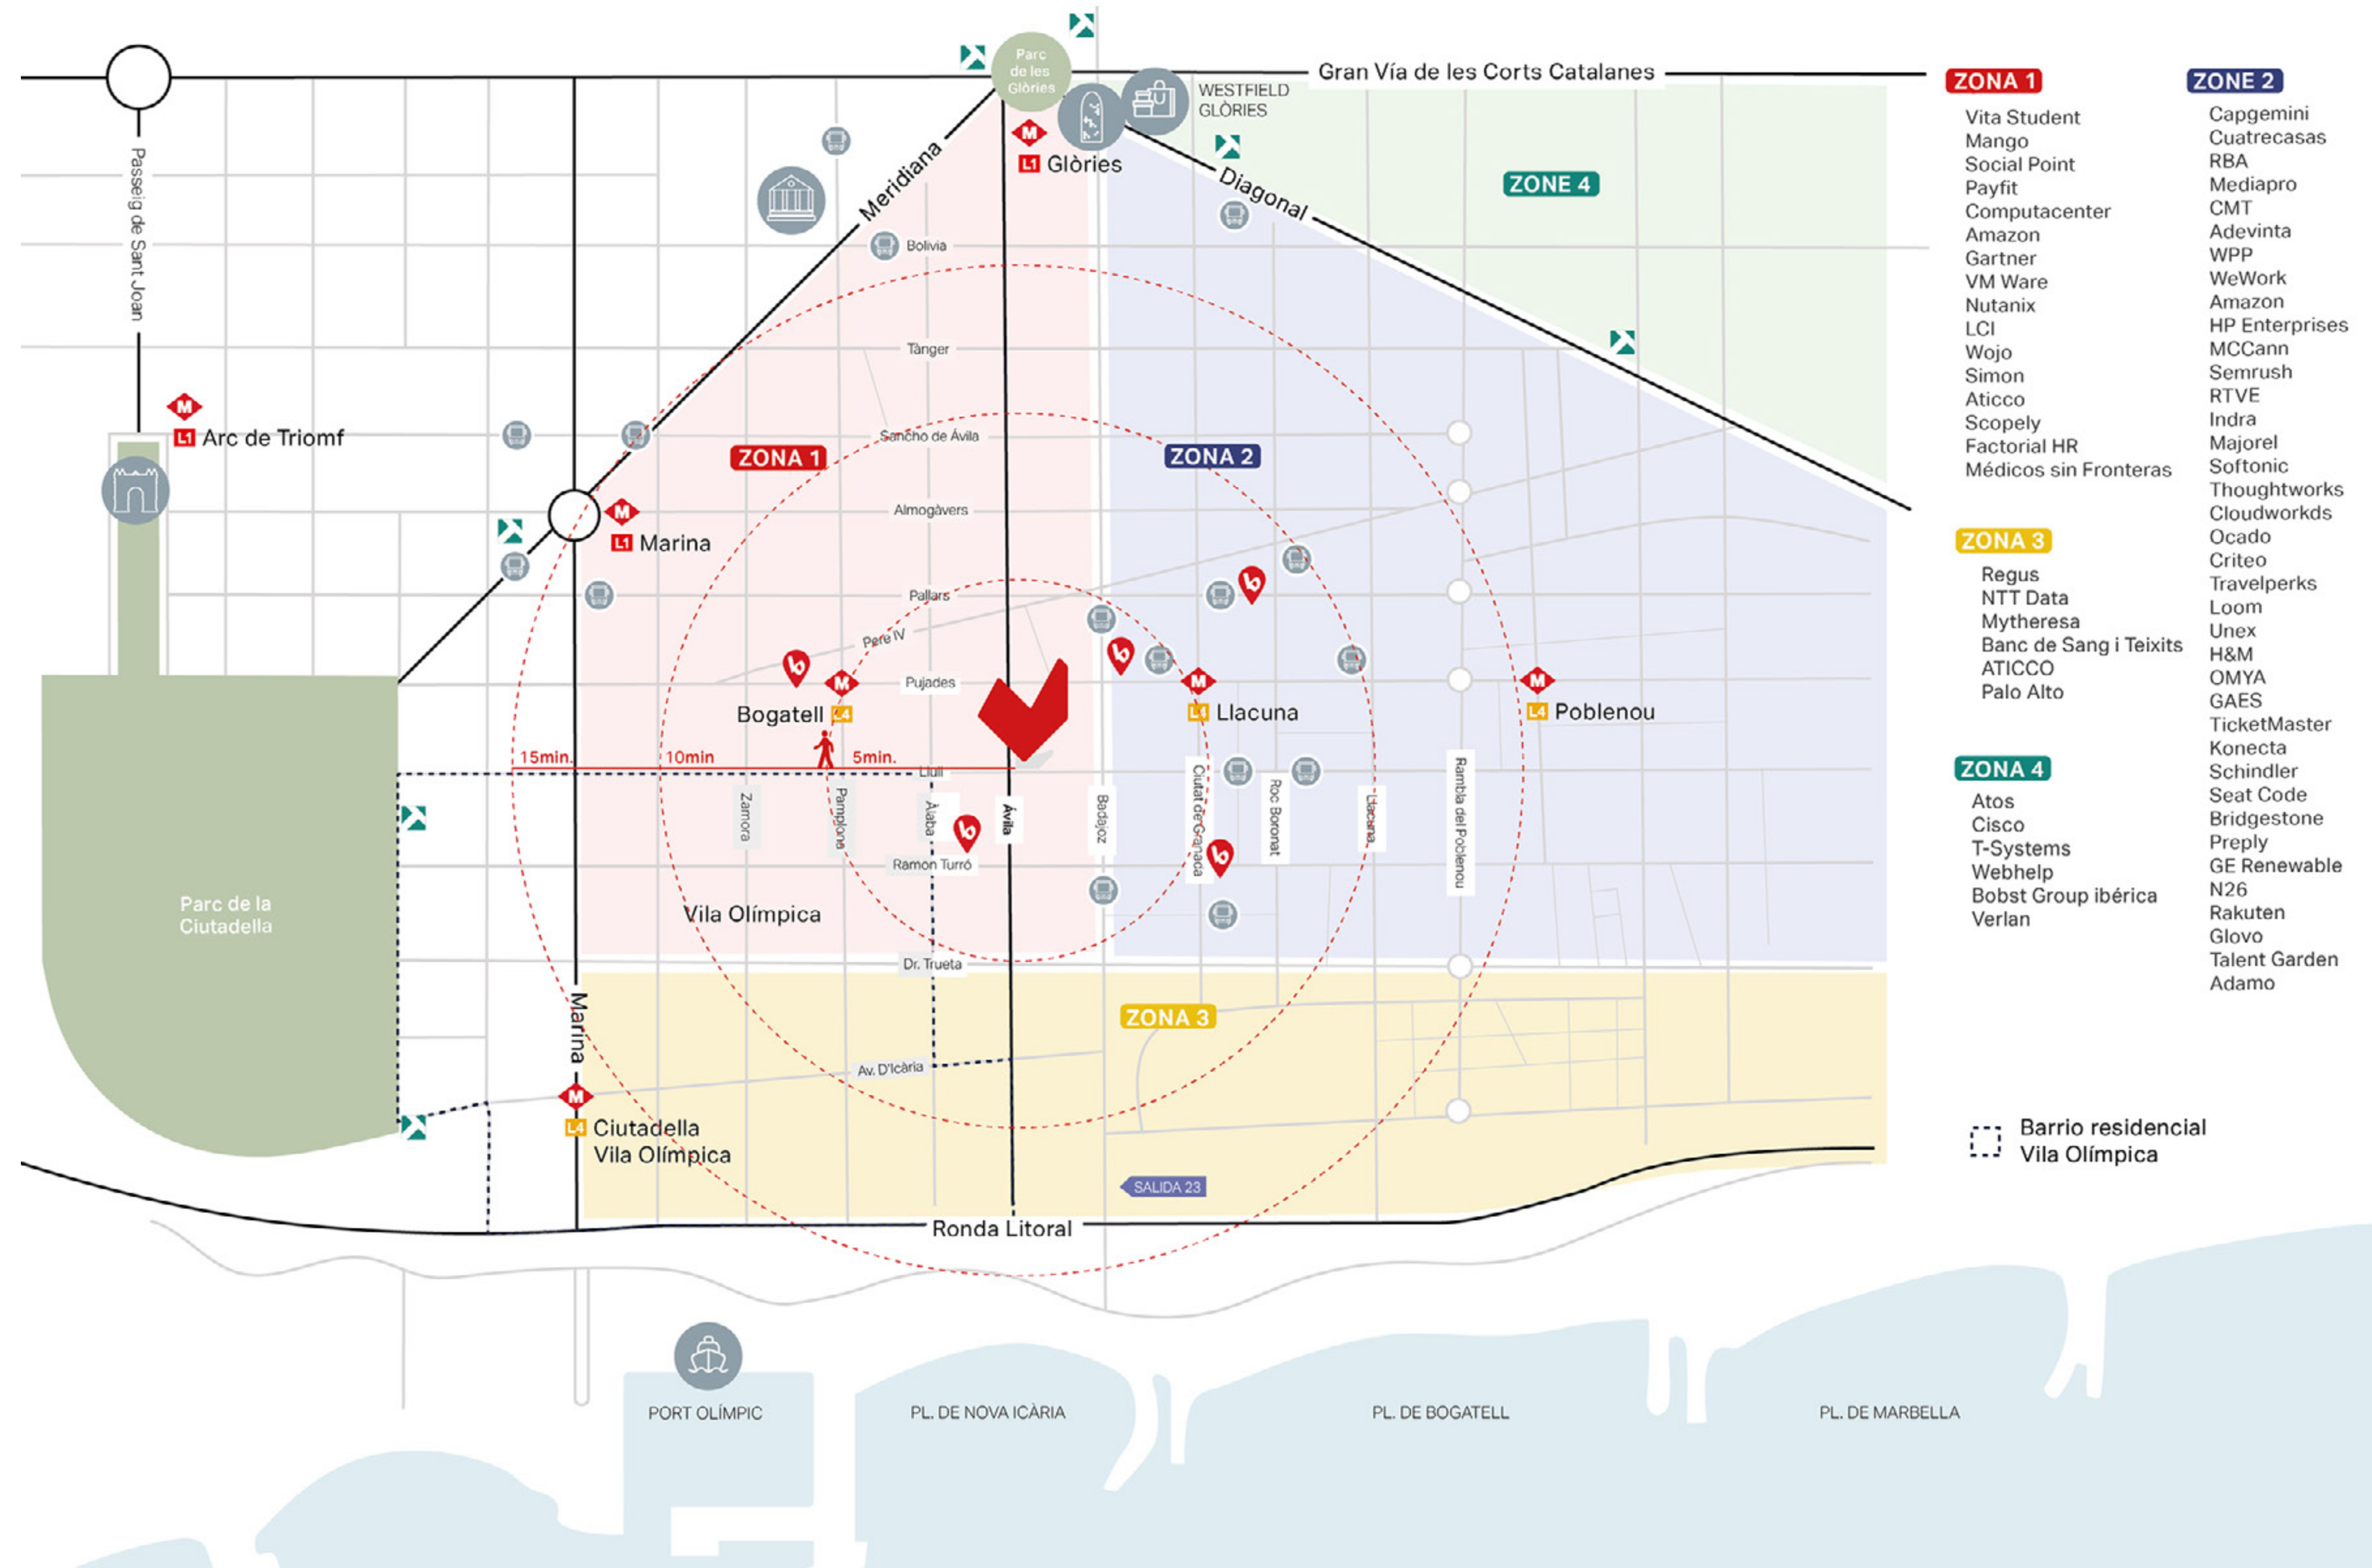 Parc
de les
Glòries
Gran Vía de les Corts Catalanes
WESTFIELD
GLÒRIES
M
L1 Glòries
Passeig de Sant Joan
Meridiana
Diagonal
ZONE 4
Bolivia
Tànger
M
L1 Arc de Triomf
Sancho de Ávila
ZONA 1
ZONA 2
Almogàvers
M
L1 Marina
Pallars
Pere IV
b
b
b
M
Bogatell L4
Pujades
M
L4 Llacuna
M
L4 Poblenou
15min.
10min
5min.
Llull
Zamora
Pamplona
Àlaba
Ávila
Badajoz
Ciutat de Granada
Roc Boronat
Llacuna
Rambla del Poblenou
b
b
Ramon Turró
Parc de la
Ciutadella
Vila Olímpica
Dr. Trueta
Marina
ZONA 3
Av. D'Icària
M
L4 Ciutadella
Vila Olímpica
SALIDA 23
Ronda Litoral
PORT OLÍMPIC
PL. DE NOVA ICÀRIA
PL. DE BOGATELL
PL. DE MARBELLA
ZONA 1
Vita Student
Mango
Social Point
Payfit
Computacenter
Amazon
Gartner
VM Ware
Nutanix
LCI
Wojo
Simon
Aticco
Scopely
Factorial HR
Médicos sin Fronteras
ZONA 3
Regus
NTT Data
Mytheresa
Banc de Sang i Teixits
ATICCO
Palo Alto
ZONA 4
Atos
Cisco
T-Systems
Webhelp
Bobst Group ibérica
Verlan
ZONE 2
Capgemini
Cuatrecasas
RBA
Mediapro
CMT
Adevinta
WPP
WeWork
Amazon
HP Enterprises
MCCann
Semrush
RTVE
Indra
Majorel
Softonic
Thoughtworks
Cloudworkds
Ocado
Criteo
Travelperks
Loom
Unex
H&M
OMYA
GAES
TicketMaster
Konecta
Schindler
Seat Code
Bridgestone
Preply
GE Renewable
N26
Rakuten
Glovo
Talent Garden
Adamo
Barrio residencial
Vila Olímpica